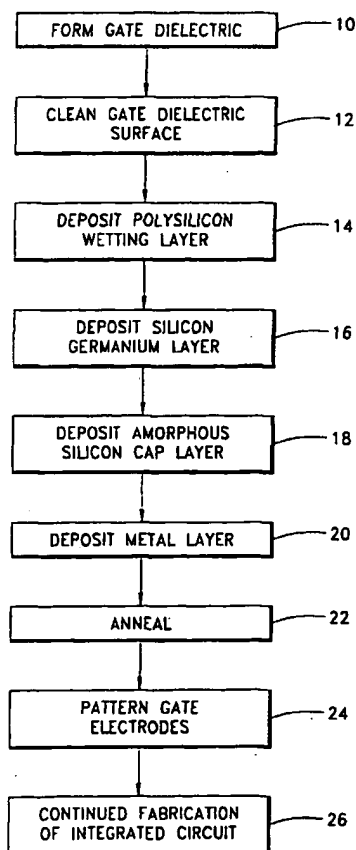 FORM GATE DIELECTRIC
10
CLEAN GATE DIELECTRIC
SURFACE
12
DEPOSIT POLYSILICON
WETTING LAYER
14
DEPOSIT SILICON
GERMANIUM LAYER
16
DEPOSIT AMORPHOUS
SILICON CAP LAYER
18
DEPOSIT METAL LAYER
20
ANNEAL
22
PATTERN GATE
ELECTRODES
24
CONTINUED FABRICATION
OF INTEGRATED CIRCUIT
26